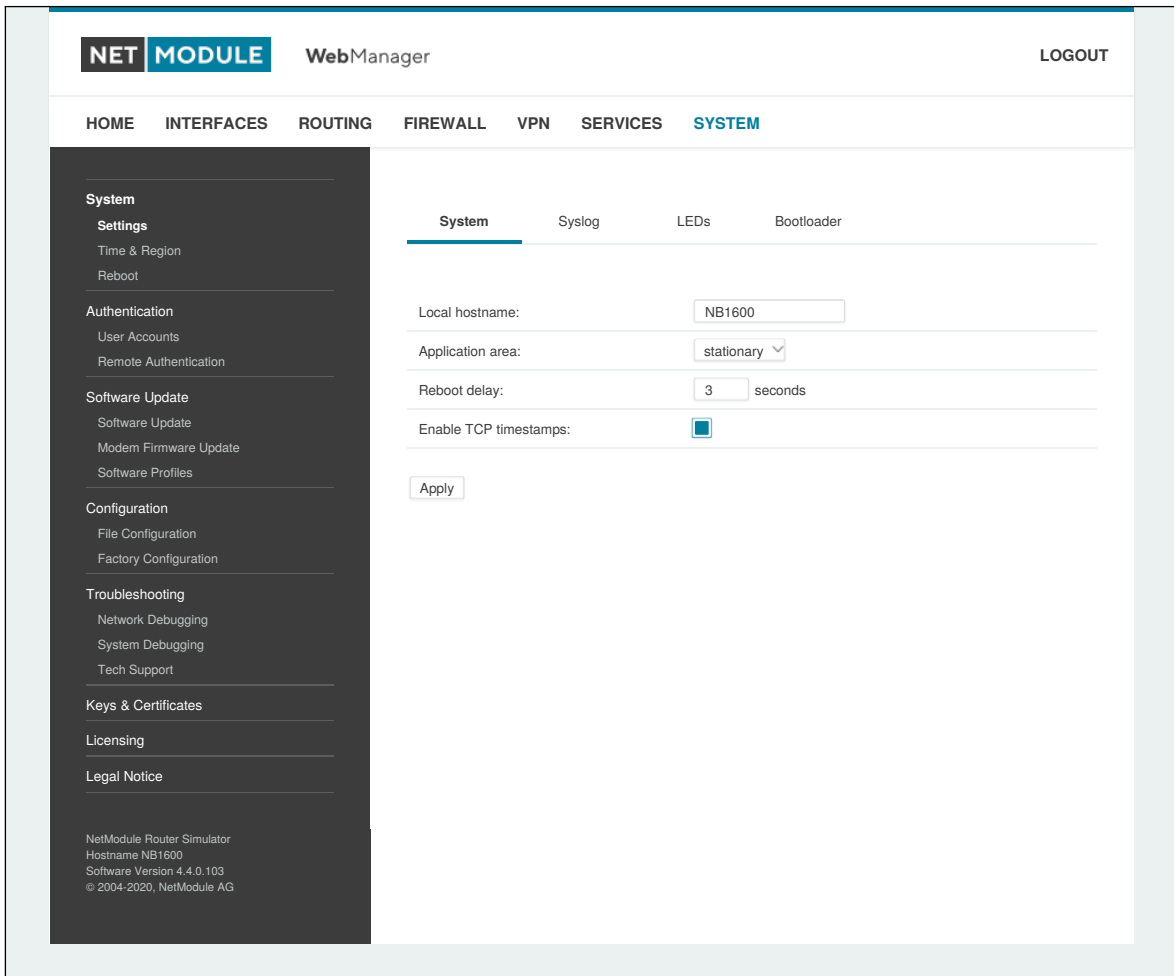 NET MODULE WebManager LOGOUT
HOME INTERFACES ROUTING FIREWALL VPN SERVICES SYSTEM
System
Settings
Time & Region
Reboot
Authentication
User Accounts
Remote Authentication
Software Update
Software Update
Modem Firmware Update
Software Profiles
Configuration
File Configuration
Factory Configuration
Troubleshooting
Network Debugging
System Debugging
Tech Support
Keys & Certificates
Licensing
Legal Notice
NetModule Router Simulator
Hostname NB1600
Software Version 4.4.0.103
© 2004-2020, NetModule AG
System Syslog LEDs Bootloader
Local hostname: NB1600
Application area: stationary
Reboot delay: 3 seconds
Enable TCP timestamps:
Apply